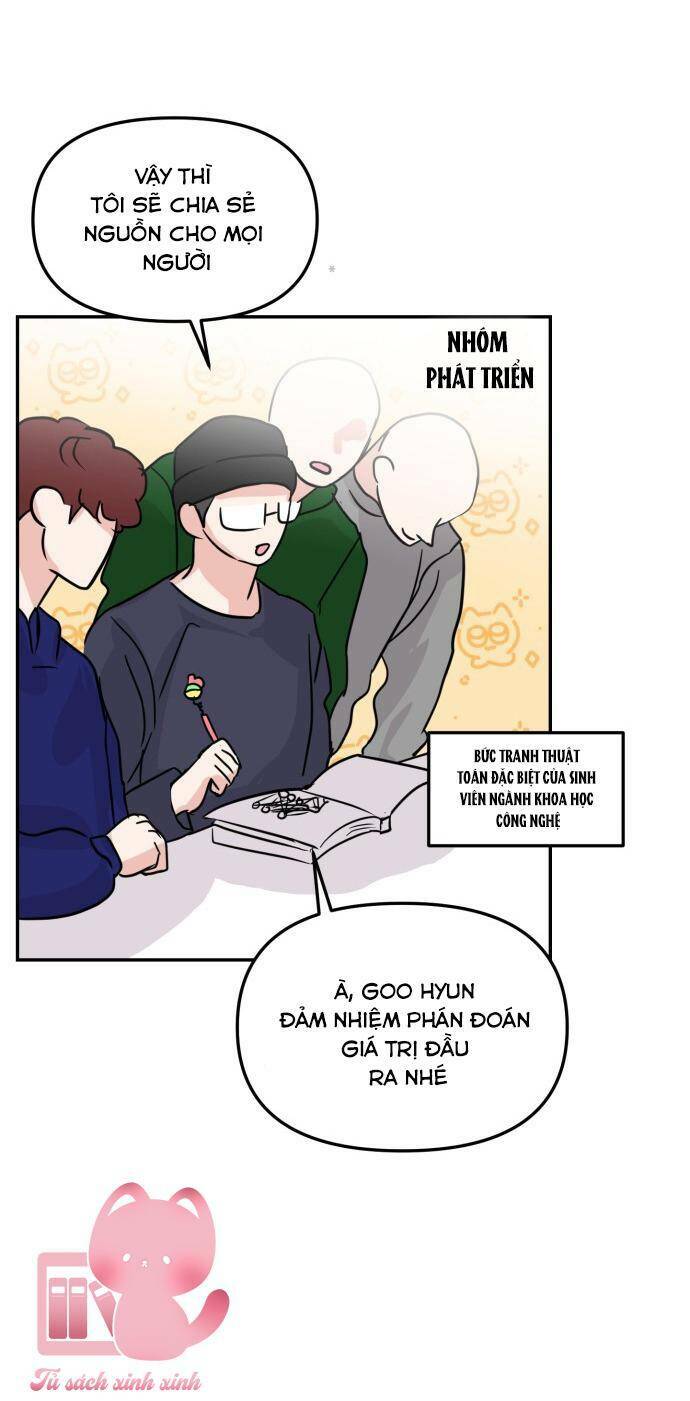 VẬY THÌ
TÔI SẼ CHIA SẺ
NGUỒN CHO MỌI
NGƯỜI
NHÓM
PHÁT TRIỂN
BỨC TRANH THUẬT
TOÁN ĐẶC BIỆT CỦA SINH
VIÊN NGÀNH KHOA HỌC
CÔNG NGHỆ
À, GOO HYUN
ĐẢM NHIỆM PHÁN ĐOÁN
GIÁ TRỊ ĐẦU
RA NHÉ
Tủ sách xinh xinh